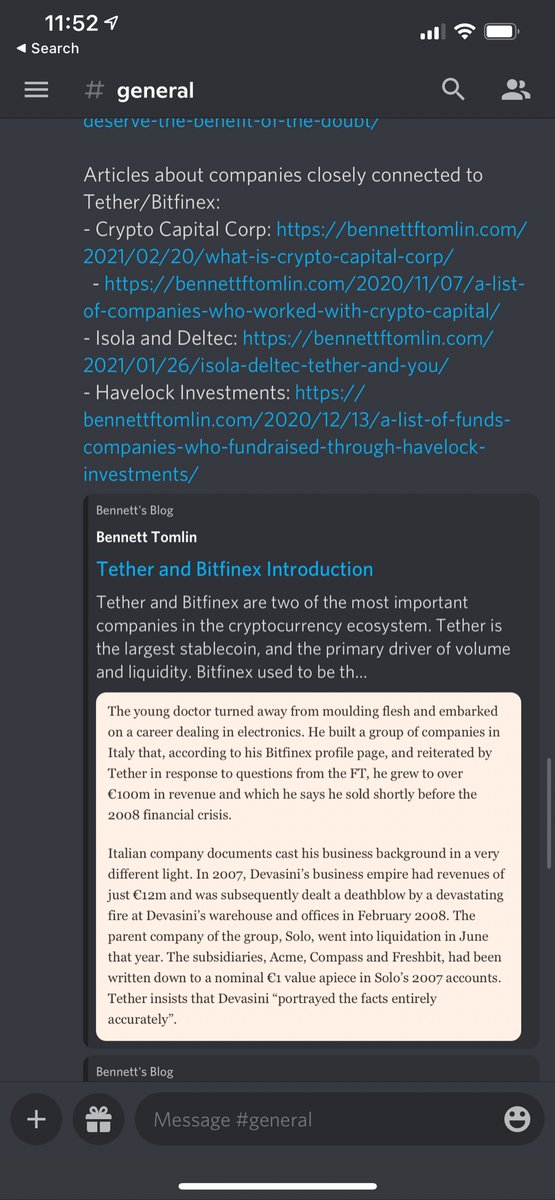 11:52
◀ Search
# general
deserve-the-benefit-of-the-doubt/
Articles about companies closely connected to
Tether/Bitfinex:
- Crypto Capital Corp: https://bennettftomlin.com/
2021/02/20/what-is-crypto-capital-corp/
- https://bennettftomlin.com/2020/11/07/a-list-
of-companies-who-worked-with-crypto-capital/
- Isola and Deltec: https://bennettftomlin.com/
2021/01/26/isola-deltec-tether-and-you/
- Havelock Investments: https://
bennettftomlin.com/2020/12/13/a-list-of-funds-
companies-who-fundraised-through-havelock-
investments/
Bennett's Blog
Bennett Tomlin
Tether and Bitfinex Introduction
Tether and Bitfinex are two of the most important
companies in the cryptocurrency ecosystem. Tether is
the largest stablecoin, and the primary driver of volume
and liquidity. Bitfinex used to be th...
The young doctor turned away from moulding flesh and embarked
on a career dealing in electronics. He built a group of companies in
Italy that, according to his Bitfinex profile page, and reiterated by
Tether in response to questions from the FT, he grew to over
€100m in revenue and which he says he sold shortly before the
2008 financial crisis.
Italian company documents cast his business background in a very
different light. In 2007, Devasini's business empire had revenues of
just €12m and was subsequently dealt a deathblow by a devastating
fire at Devasini's warehouse and offices in February 2008. The
parent company of the group, Solo, went into liquidation in June
that year. The subsidiaries, Acme, Compass and Freshbit, had been
written down to a nominal €1 value apiece in Solo's 2007 accounts.
Tether insists that Devasini “portrayed the facts entirely
accurately”.
Bennett's Blog
Message #general